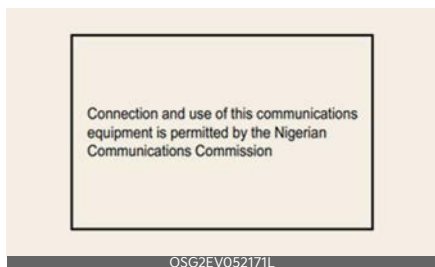 Connection and use of this communications
equipment is permitted by the Nigerian
Communications Commission
OSG2EV052171L